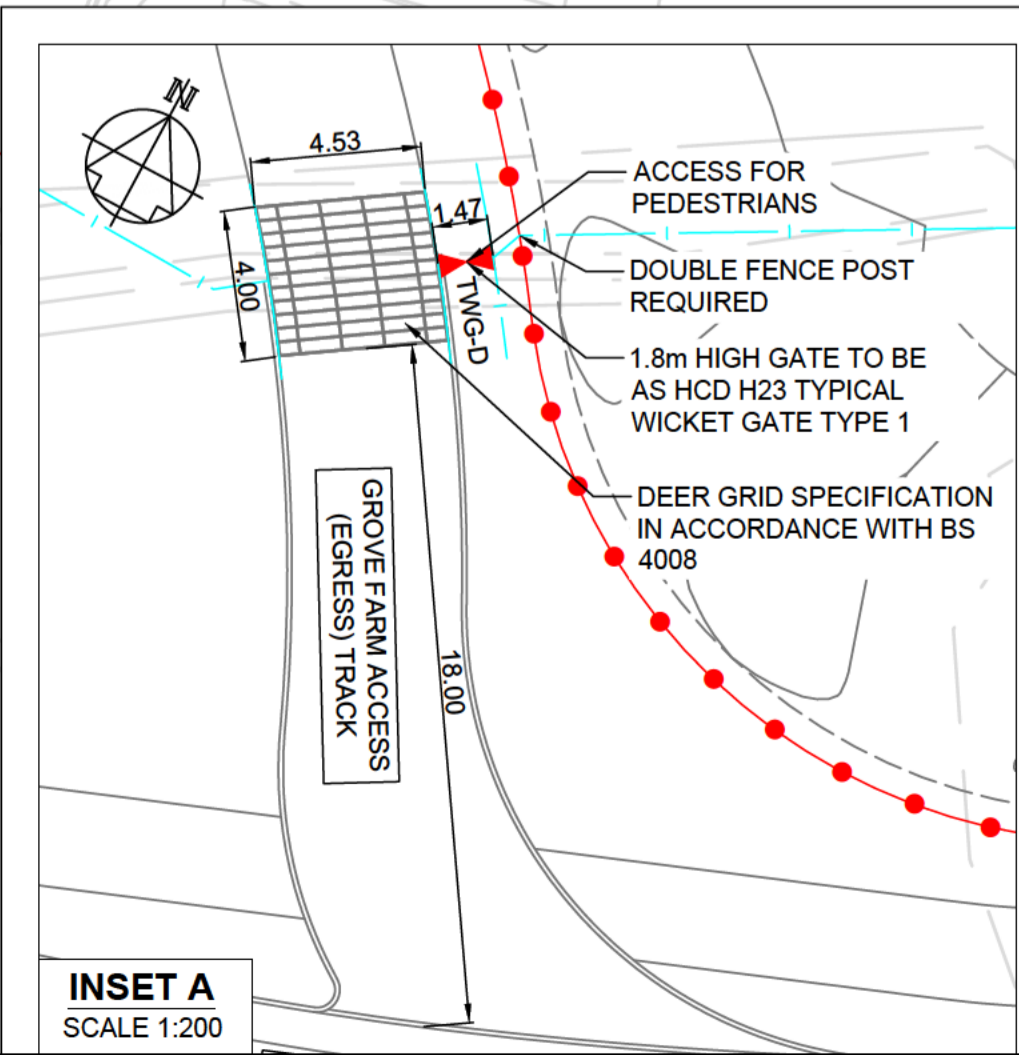 N
4.53
ACCESS FOR
PEDESTRIANS
1.47
4.00
TWG-D
DOUBLE FENCE POST
REQUIRED
1.8m HIGH GATE TO BE
AS HCD H23 TYPICAL
WICKET GATE TYPE 1
DEER GRID SPECIFICATION
IN ACCORDANCE WITH BS
4008
GROVE FARM ACCESS
(EGRESS) TRACK
18.00
INSET A
SCALE 1:200